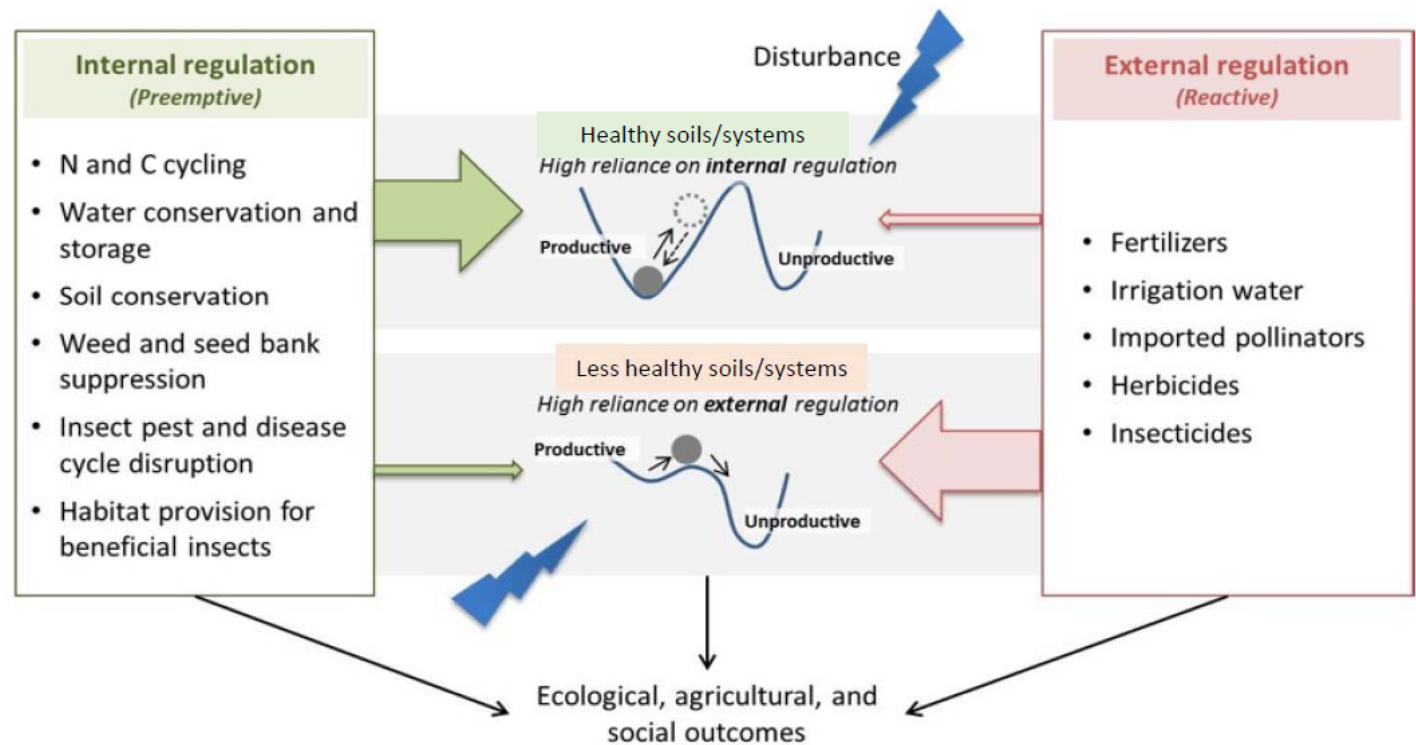 Internal regulation
(Preemptive)
• N and C cycling
• Water conservation and
storage
• Soil conservation
• Weed and seed bank
suppression
• Insect pest and disease
cycle disruption
• Habitat provision for
beneficial insects
Disturbance
Healthy soils/systems
High reliance on internal regulation
Productive
Unproductive
Less healthy soils/systems
High reliance on external regulation
Productive
Unproductive
External regulation
(Reactive)
• Fertilizers
• Irrigation water
• Imported pollinators
• Herbicides
• Insecticides
Ecological, agricultural, and
social outcomes